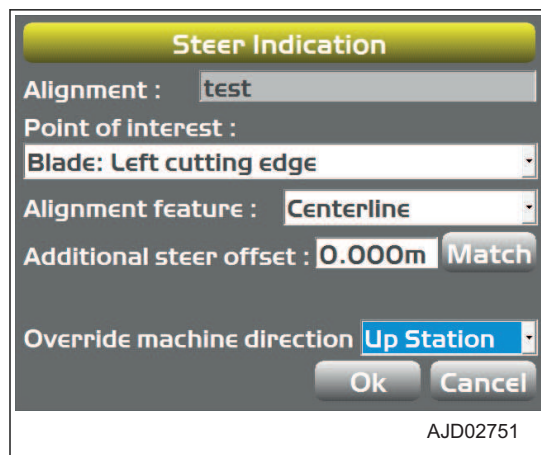 Steer Indication
Alignment : test
Point of interest :
Blade: Left cutting edge
Alignment feature : Centerline
Additional steer offset : 0.000m Match
Override machine direction Up Station
Ok Cancel
AJD02751